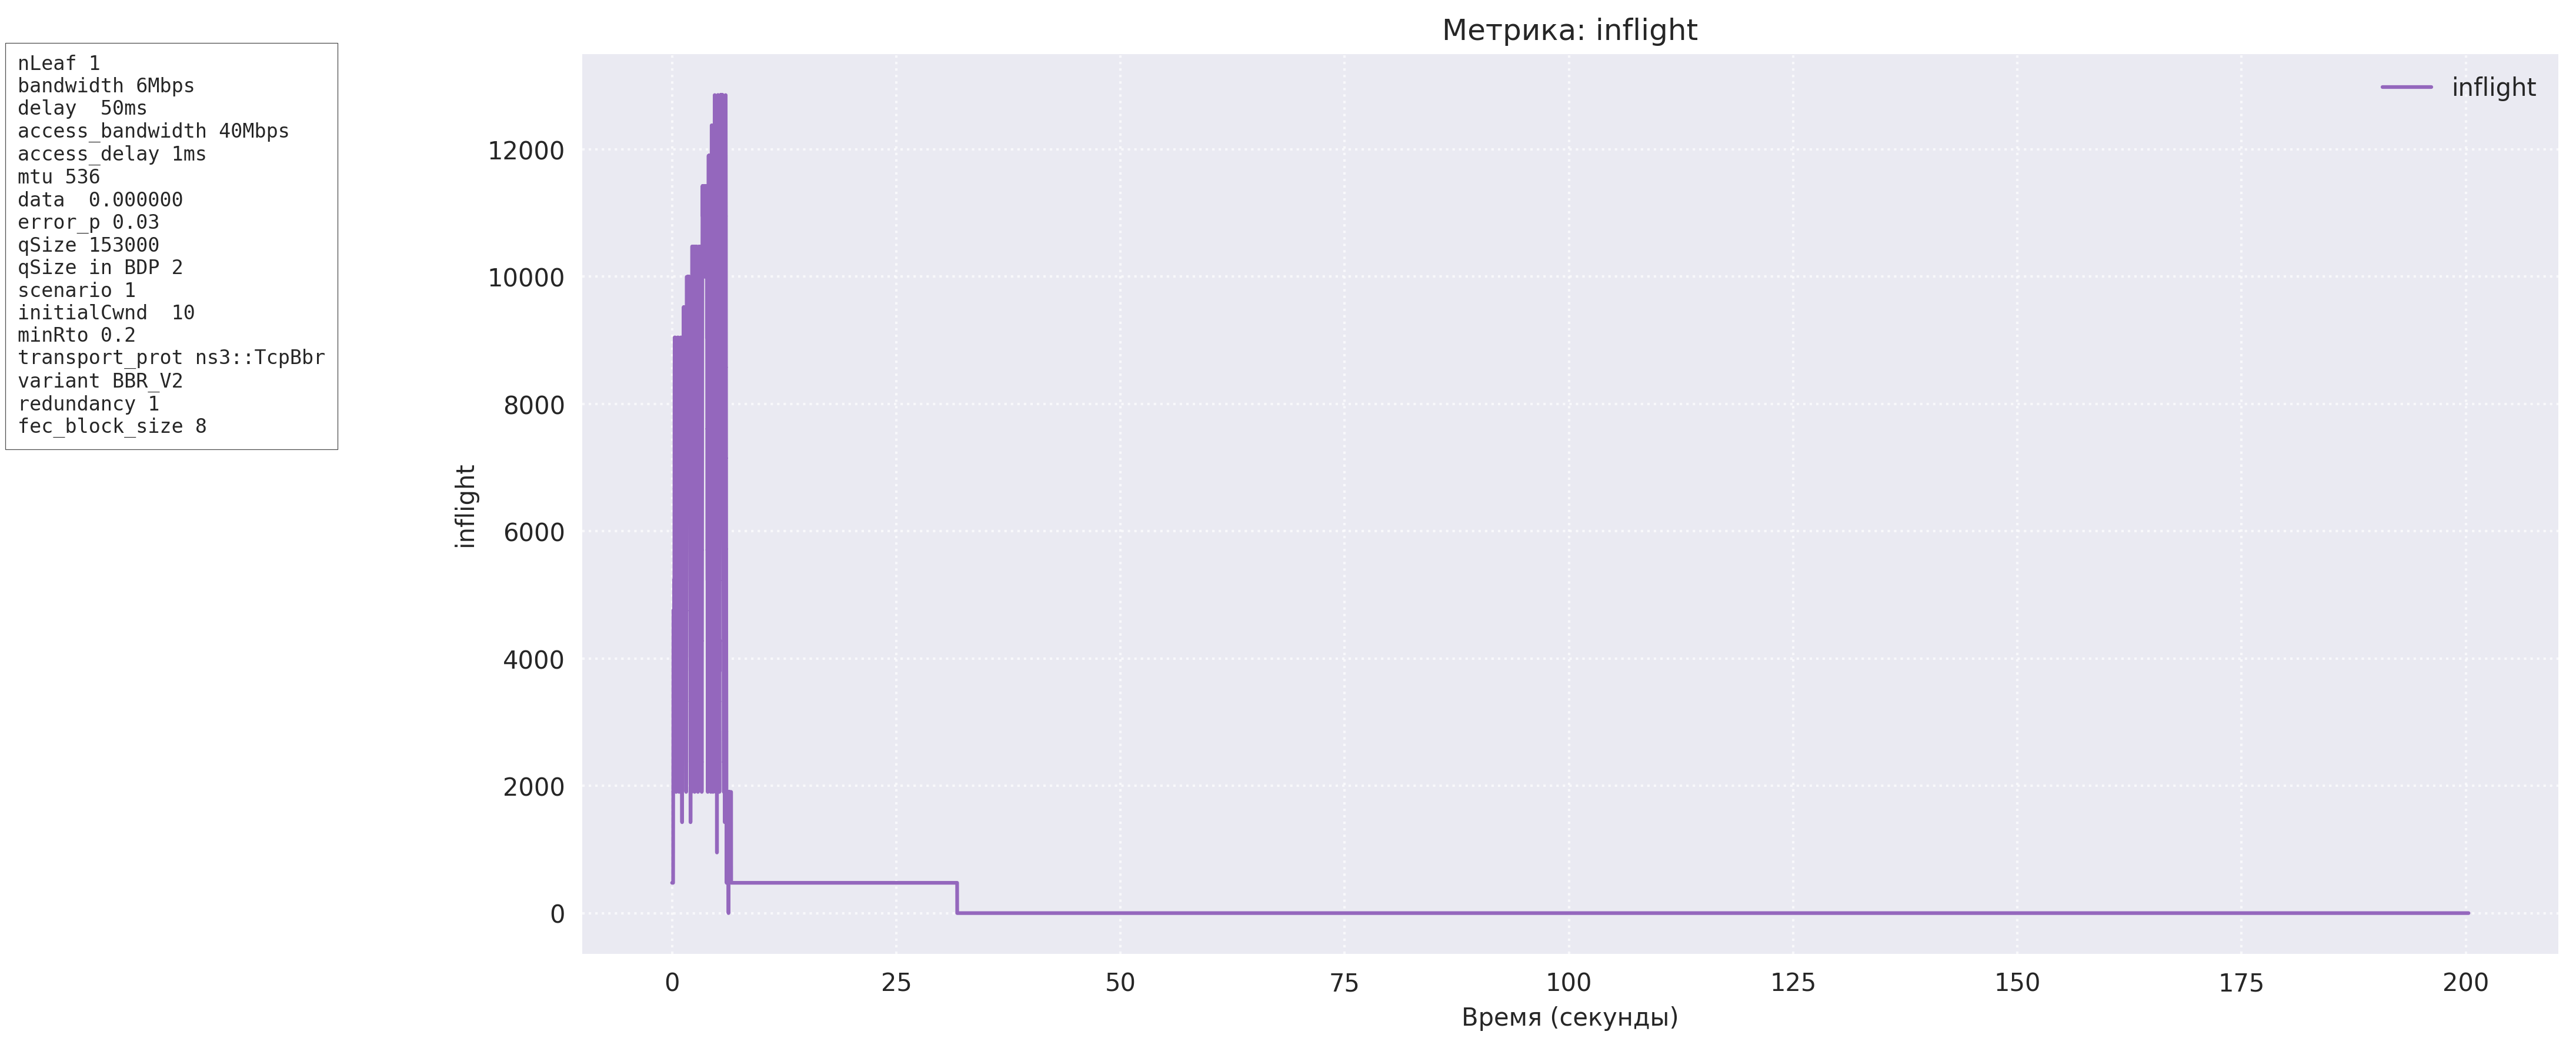 Метрика: inflight
nLeaf 1
bandwidth 6Mbps
delay  50ms
access_bandwidth 40Mbps
access_delay 1ms
mtu 536
data  0.000000
error_p 0.03
qSize 153000
qSize in BDP 2
scenario 1
initialCwnd  10
minRto 0.2
transport_prot ns3::TcpBbr
variant BBR_V2
redundancy 1
fec_block_size 8
inflight
inflight
12000
10000
8000
6000
4000
2000
0
0 25 50 75 100 125 150 175 200
Время (секунды)